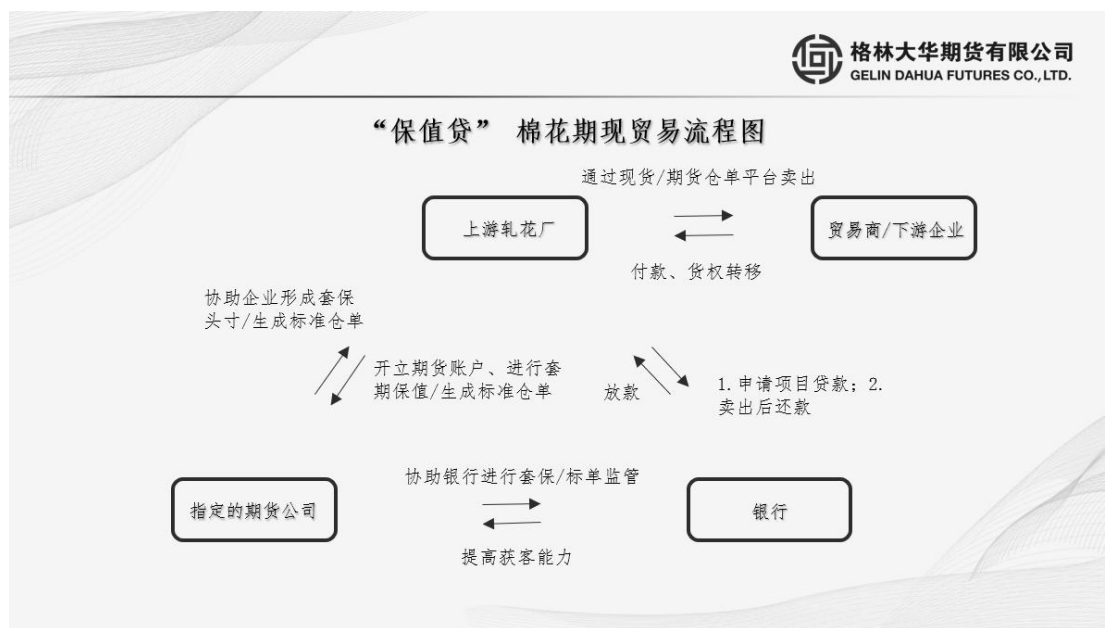 格林大华期货有限公司
GELIN DAHUA FUTURES CO., LTD.
“保值贷” 棉花期现贸易流程图
通过现货/期货仓单平台卖出
上游轧花厂
贸易商/下游企业
付款、货权转移
协助企业形成套保
头寸/生成标准仓单
开立期货账户、进行套
期保值/生成标准仓单
放款
1.申请项目贷款；2.
卖出后还款
协助银行进行套保/标单监管
指定的期货公司
银行
提高获客能力